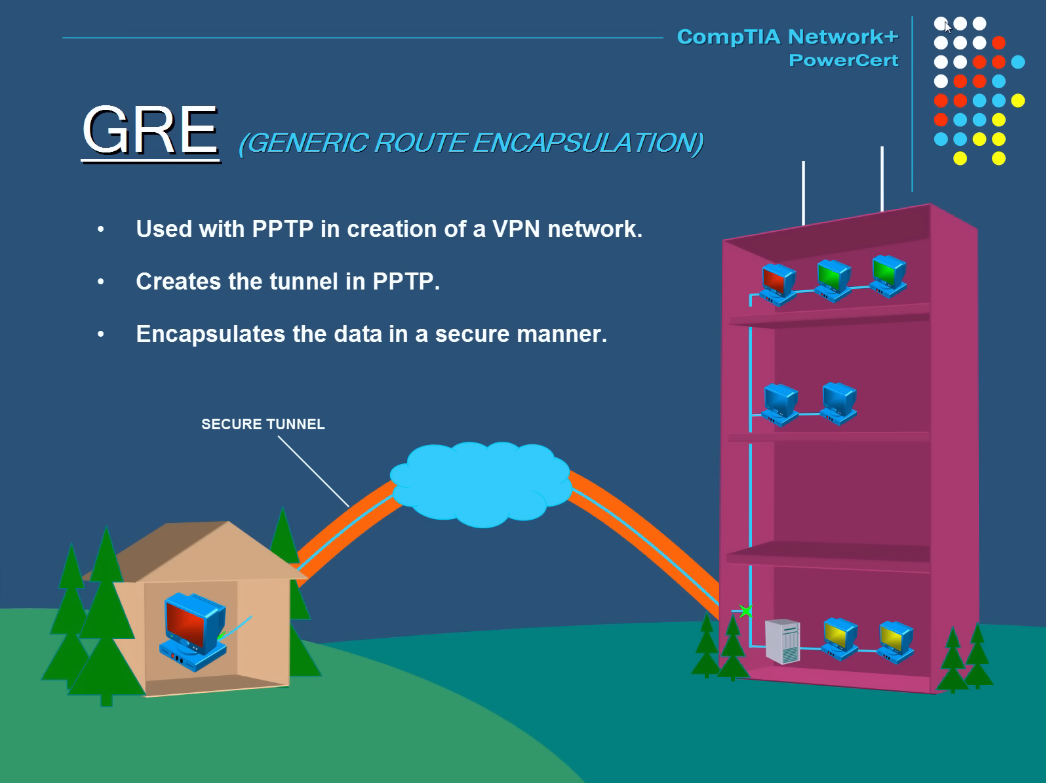 CompTIA Network+
PowerCert
GRE (GENERIC ROUTE ENCAPSULATION)
• Used with PPTP in creation of a VPN network.
• Creates the tunnel in PPTP.
• Encapsulates the data in a secure manner.
SECURE TUNNEL